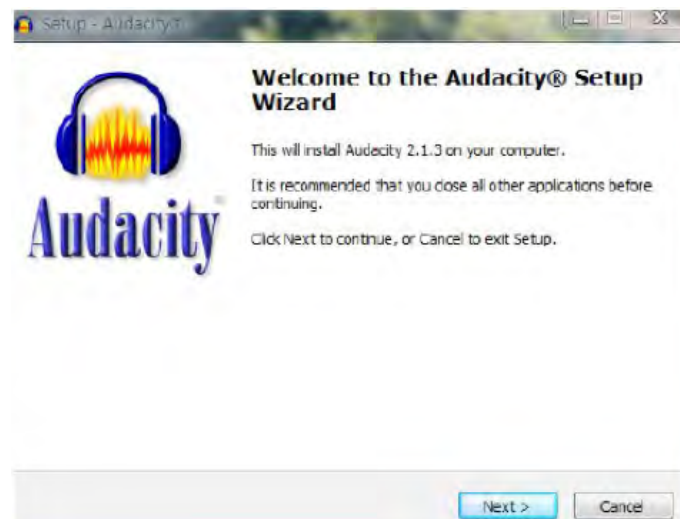 Setup - Audacity®
Welcome to the Audacity® Setup
Wizard
This will install Audacity 2.1.3 on your computer.
It is recommended that you close all other applications before
continuing.
Click Next to continue, or Cancel to exit Setup.
Audacity
Next >
Cancel